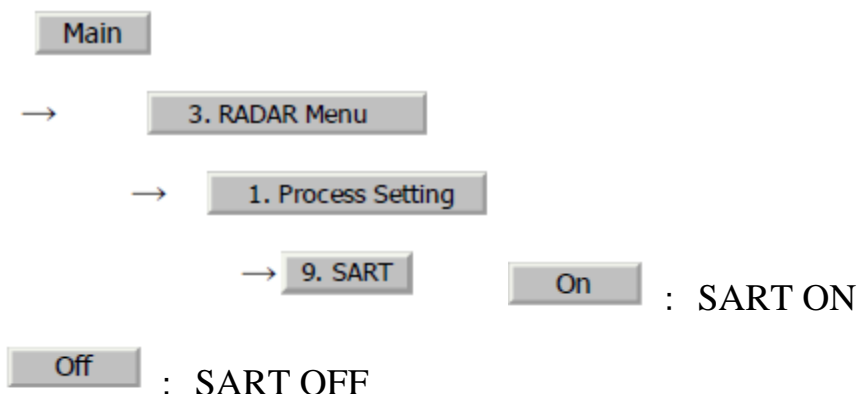 Main
→ 3. RADAR Menu
→ 1. Process Setting
→ 9. SART On : SART ON
Off : SART OFF